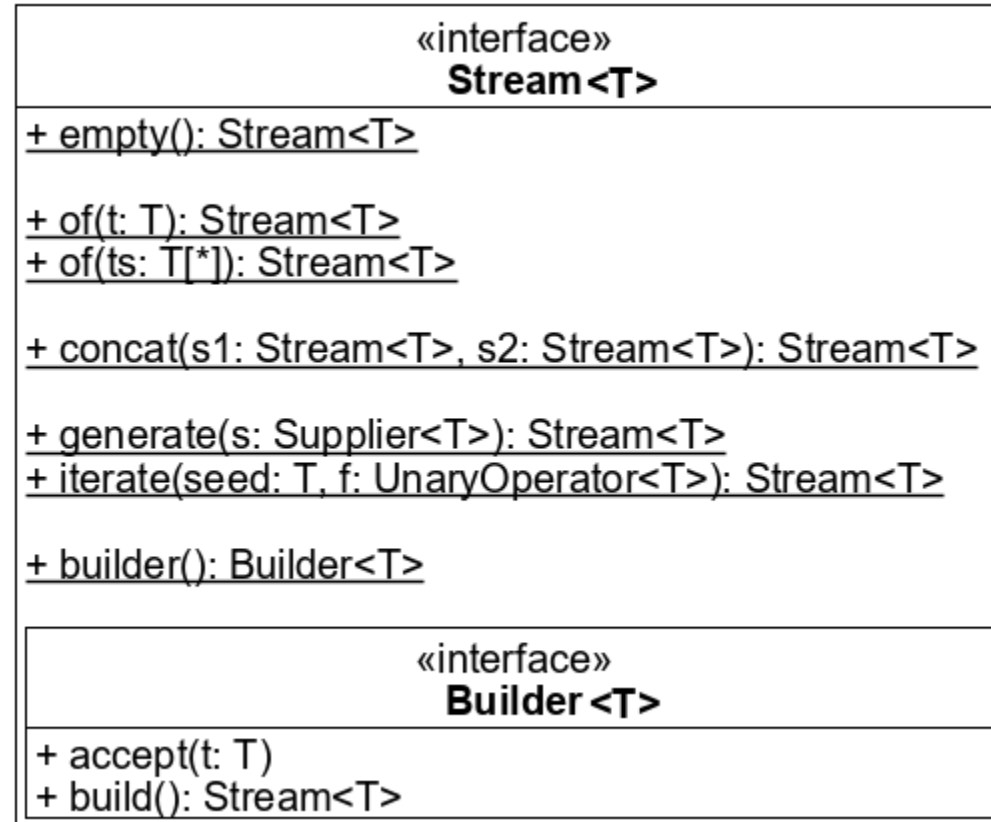 «interface»
Stream<T>
+ empty(): Stream<T>
+ of(t: T): Stream<T>
+ of(ts: T[*]): Stream<T>
+ concat(s1: Stream<T>, s2: Stream<T>): Stream<T>
+ generate(s: Supplier<T>): Stream<T>
+ iterate(seed: T, f: UnaryOperator<T>): Stream<T>
+ builder(): Builder<T>
«interface»
Builder<T>
+ accept(t: T)
+ build(): Stream<T>